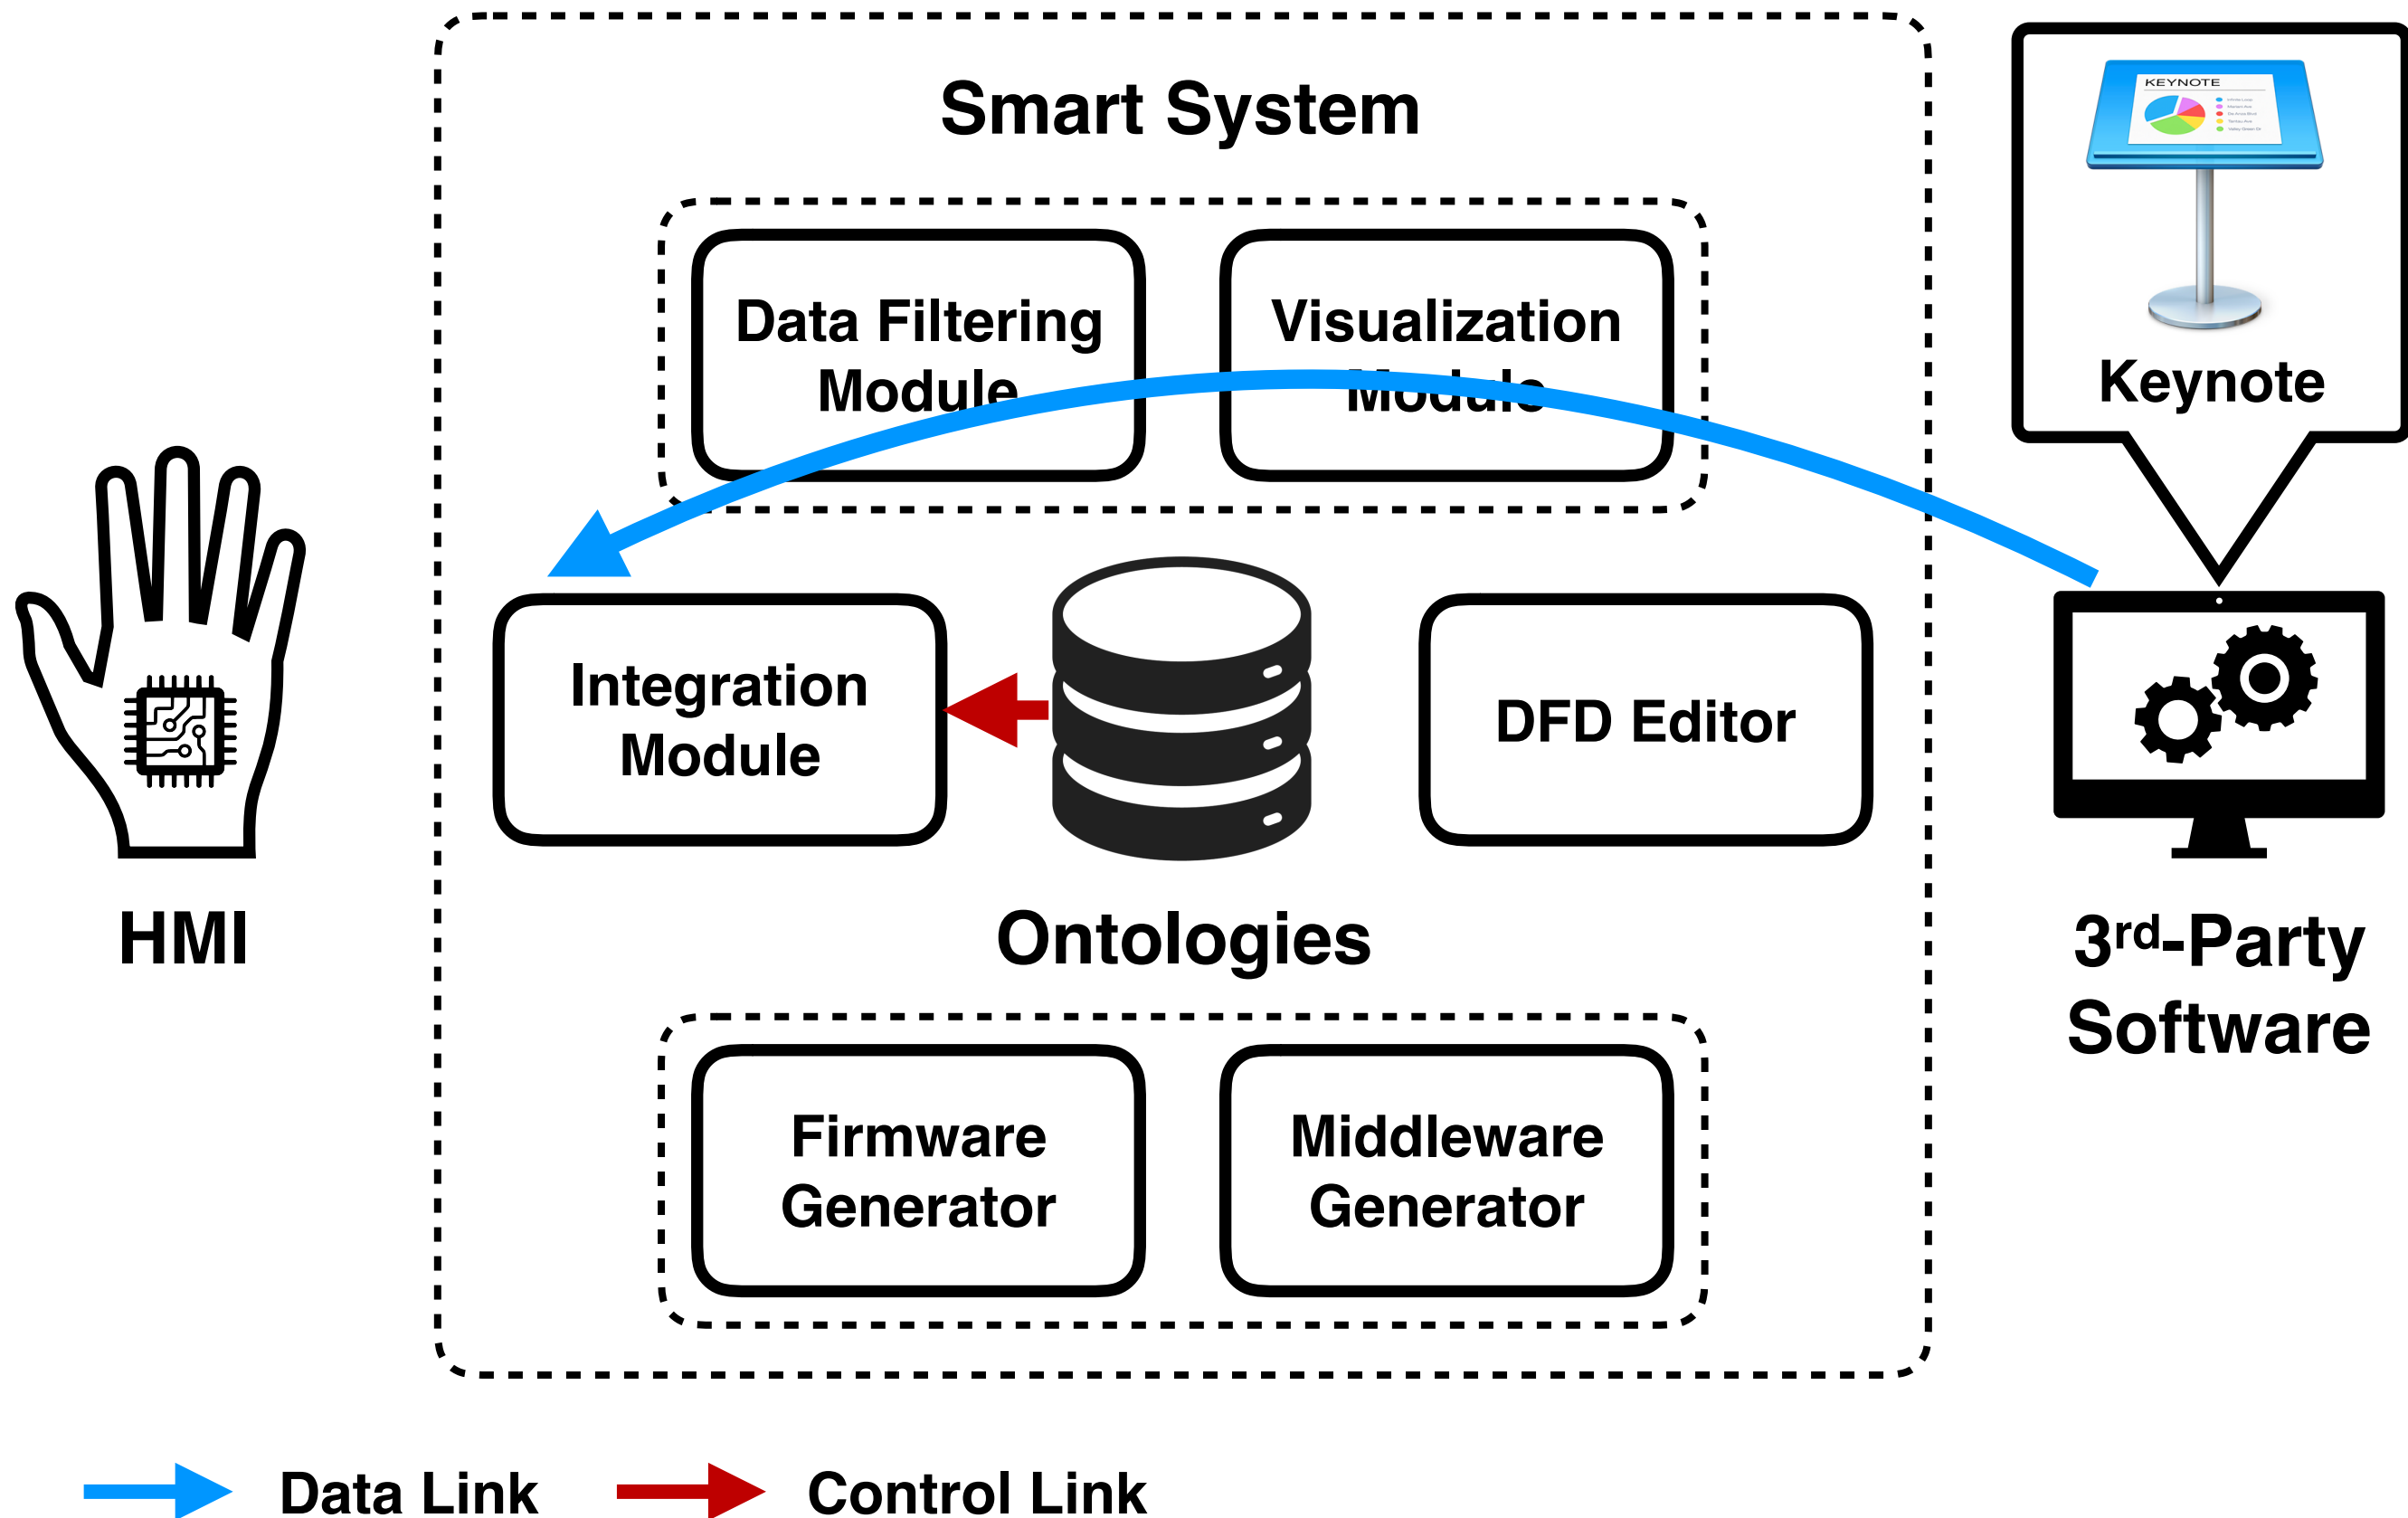 Smart System
KEYNOTE
Keynote
Data Filtering
Module
Visualization
Module
Integration
Module
DFD Editor
HMI
Ontologies
3rd-Party
Software
Firmware
Generator
Middleware
Generator
Data Link
Control Link